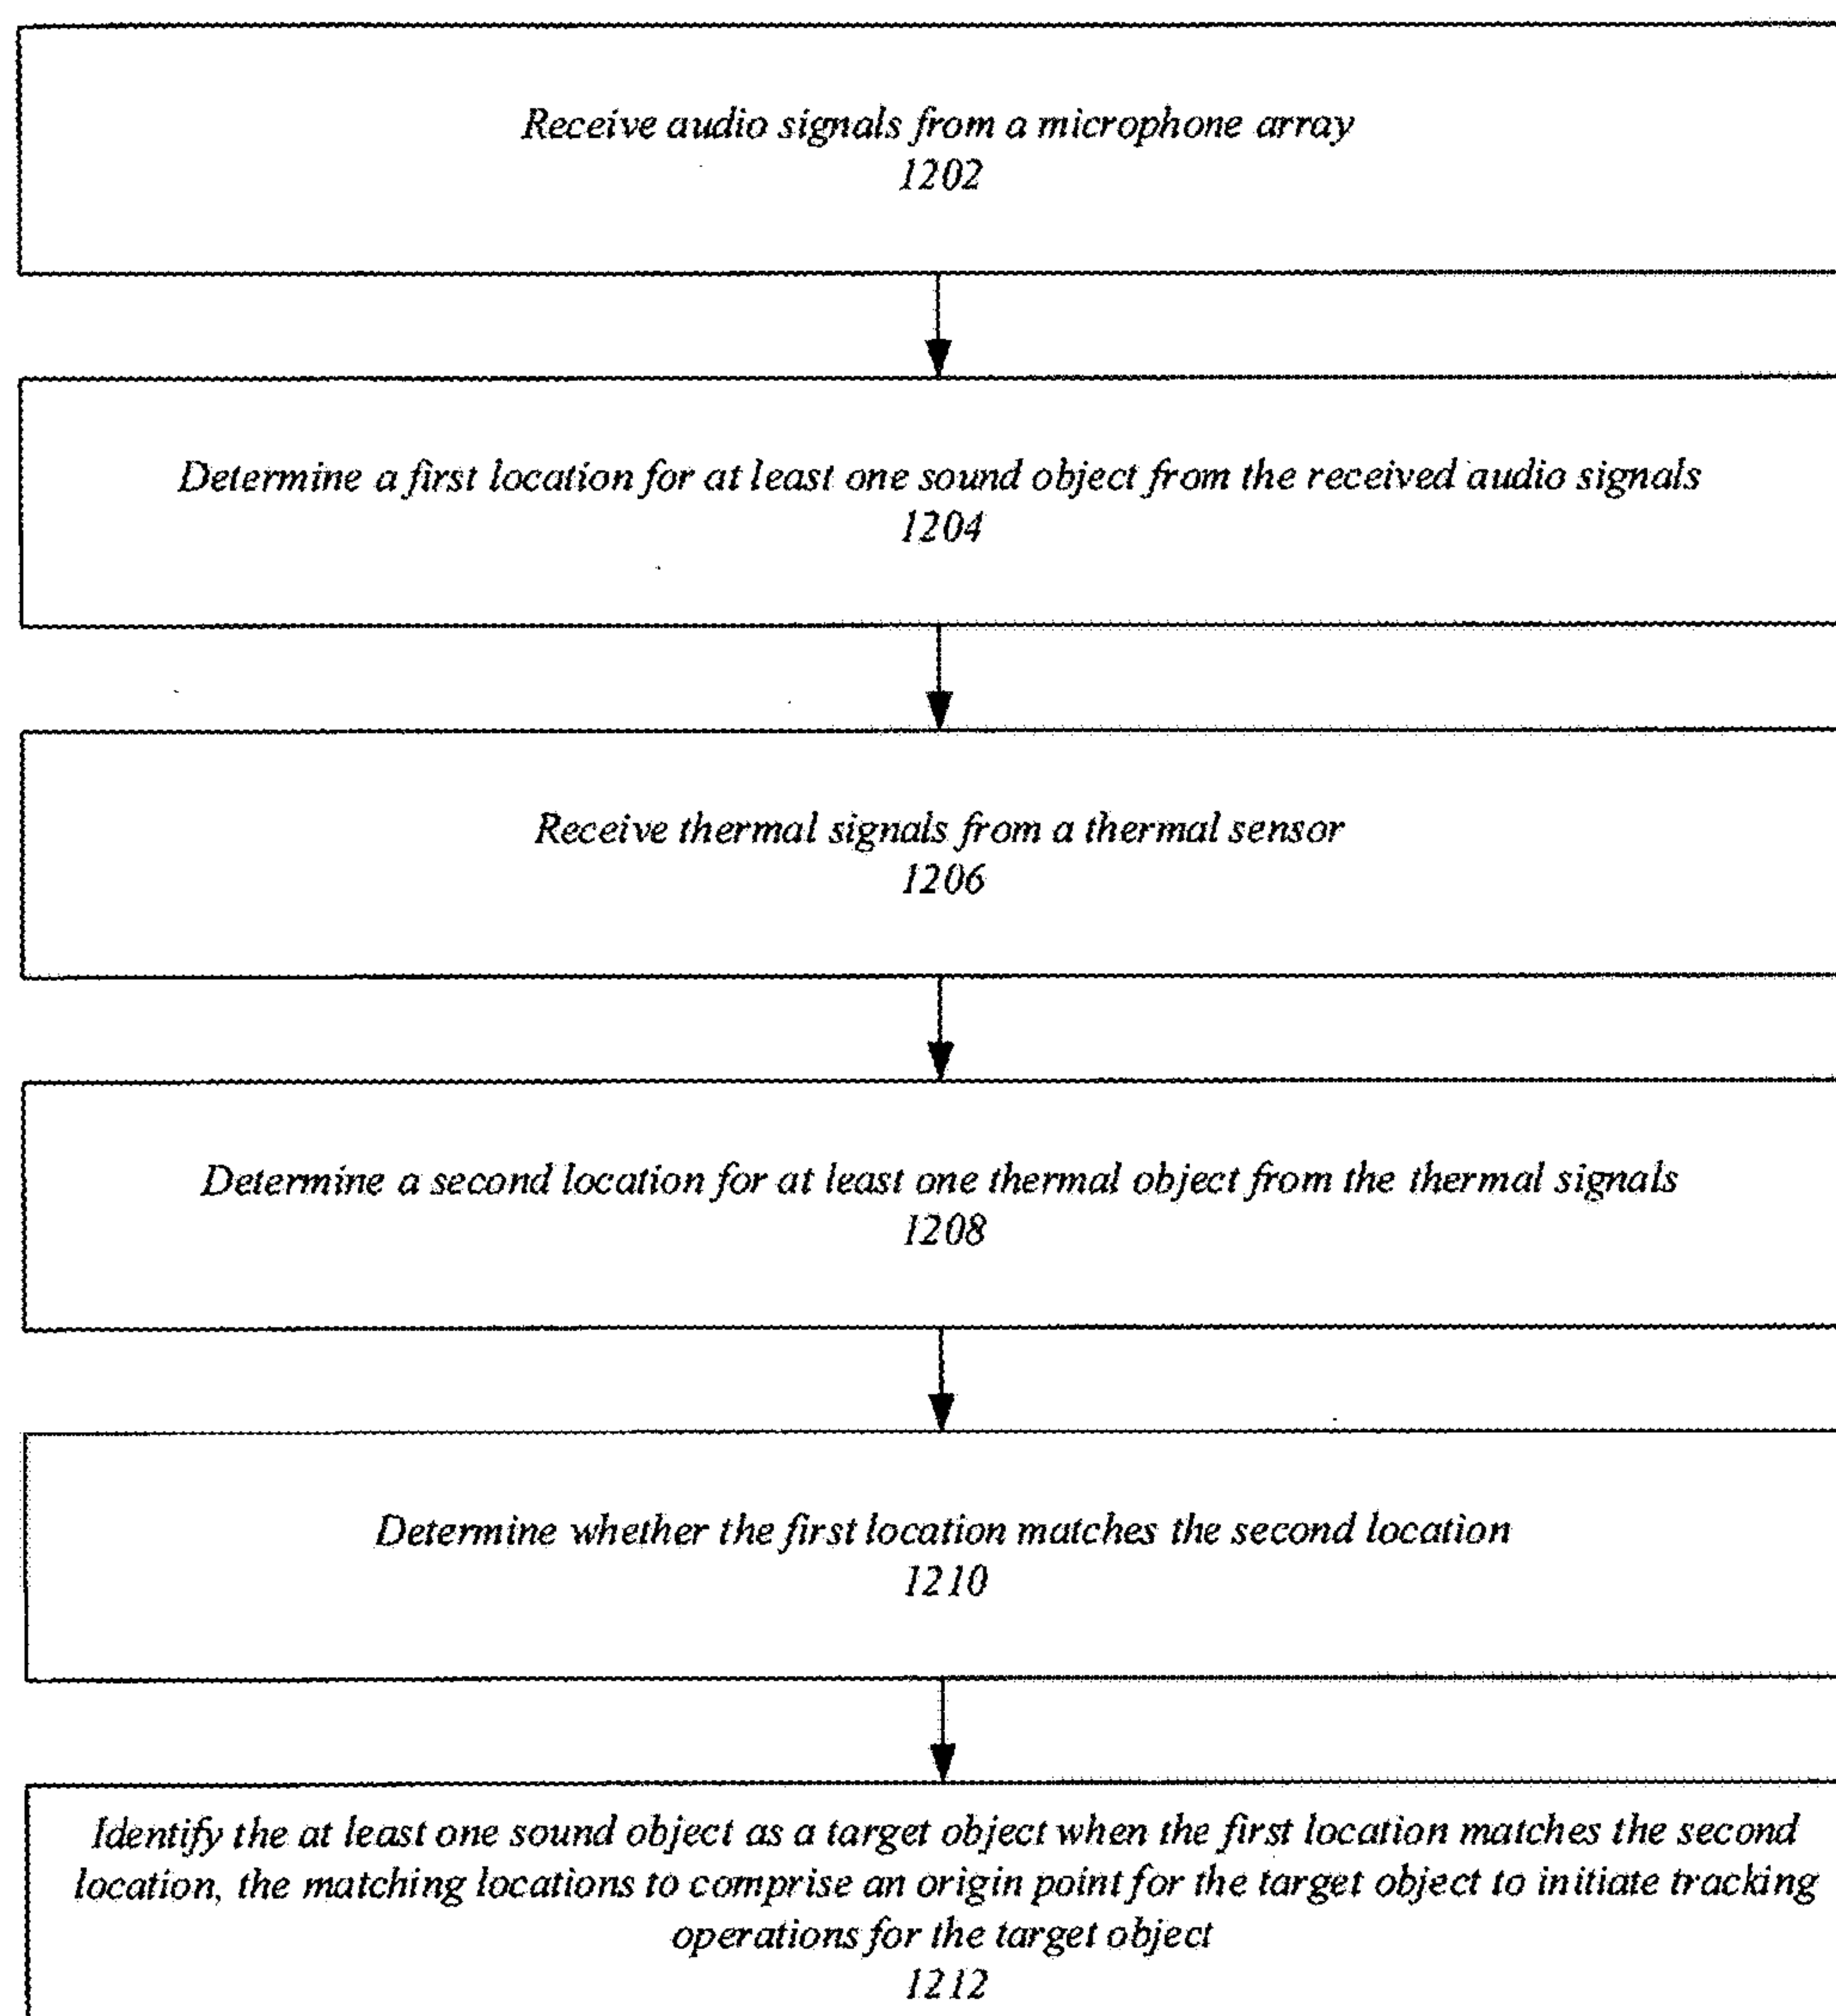 Receive audio signals from a microphone array
1202
Determine a first location for at least one sound object from the received audio signals
1204
Receive thermal signals from a thermal sensor
1206
Determine a second location for at least one thermal object from the thermal signals
1208
Determine whether the first location matches the second location
1210
Identify the at least one sound object as a target object when the first location matches the second
location, the matching locations to comprise an origin point for the target object to initiate tracking
operations for the target object
1212